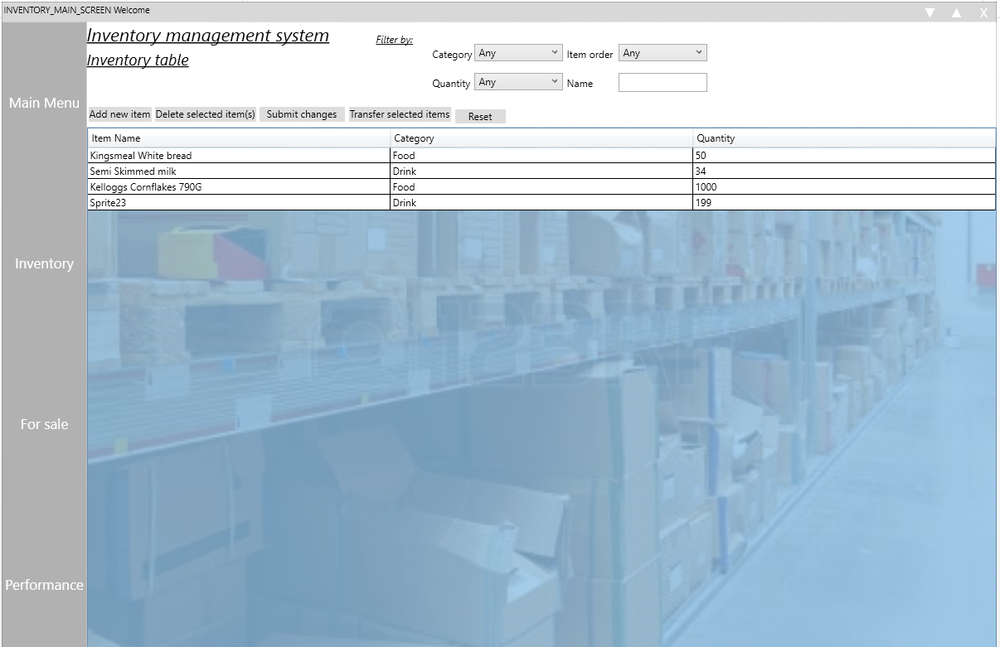 INVENTORY_MAIN_SCREEN Welcome
X
Inventory management system
Inventory table
Filter by:
Category Any Item order Any
Quantity Any Name
Add new item Delete selected item(s) Submit changes Transfer selected items Reset
Item Name Category Quantity
Kingsmeal White bread Food 50
Semi Skimmed milk Drink 34
Kelloggs Cornflakes 790G Food 1000
Sprite23 Drink 199
Main Menu
Inventory
For sale
Performance